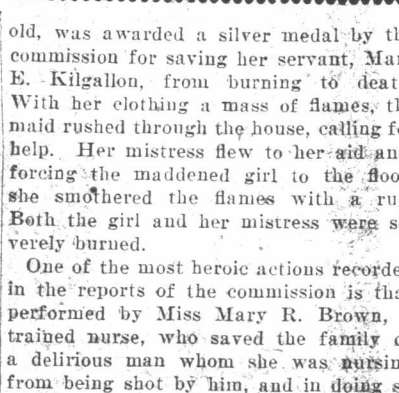 old, was awarded a silver medal by th
commission for saving her servant, Mar
E. Kilgallon, from burning to deat
With her clothing a mass of flames, th
maid rushed through the house, calling fo
help. Her mistress flew to her aid an
forcing the maddened girl to the floo
she smothered the flames with a ru
Both the girl and her mistress were s
verely burned.
One of the most heroic actions recorde
in the reports of the commission is tha
performed by Miss Mary R. Brown,
trained nurse, who saved the family o
a delirious man whom she was nursin
from being shot by him, and in doing s